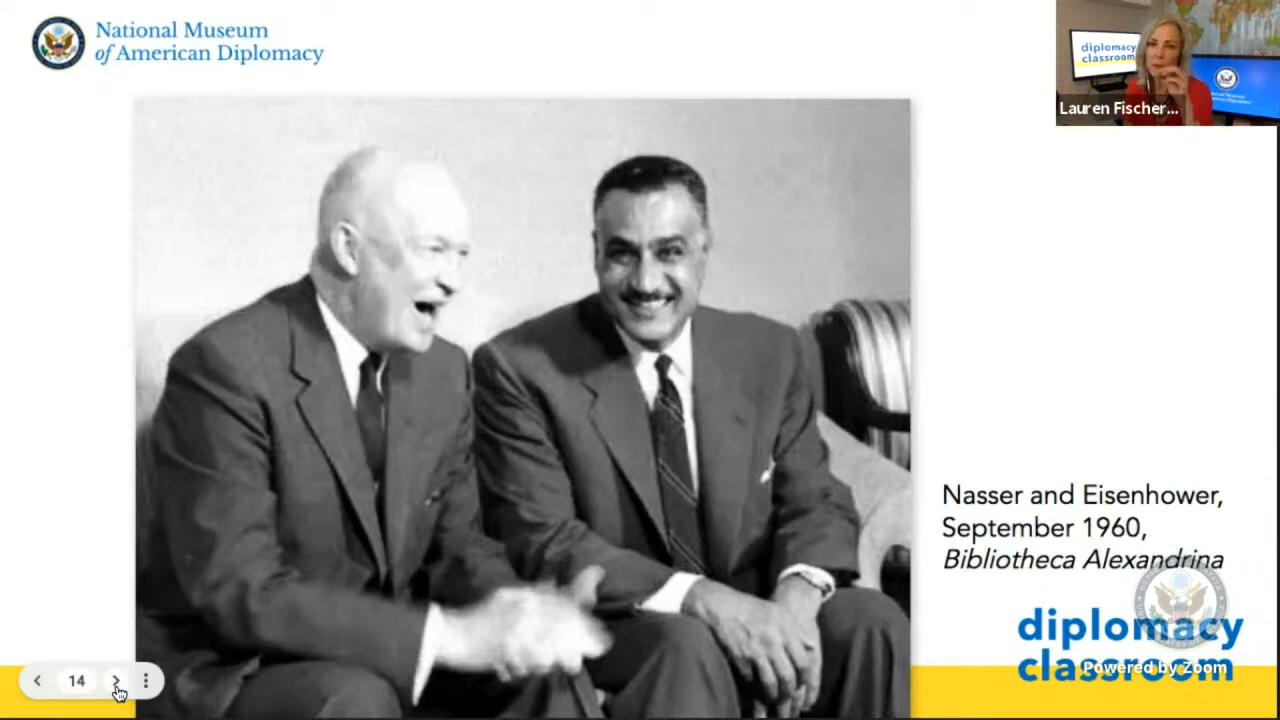 National Museum
of American Diplomacy
diplomacy
classroom
Lauren Fischer...
Nasser and Eisenhower,
September 1960,
Bibliotheca Alexandrina
diplomacy
classroom
Powered by Zoom
14